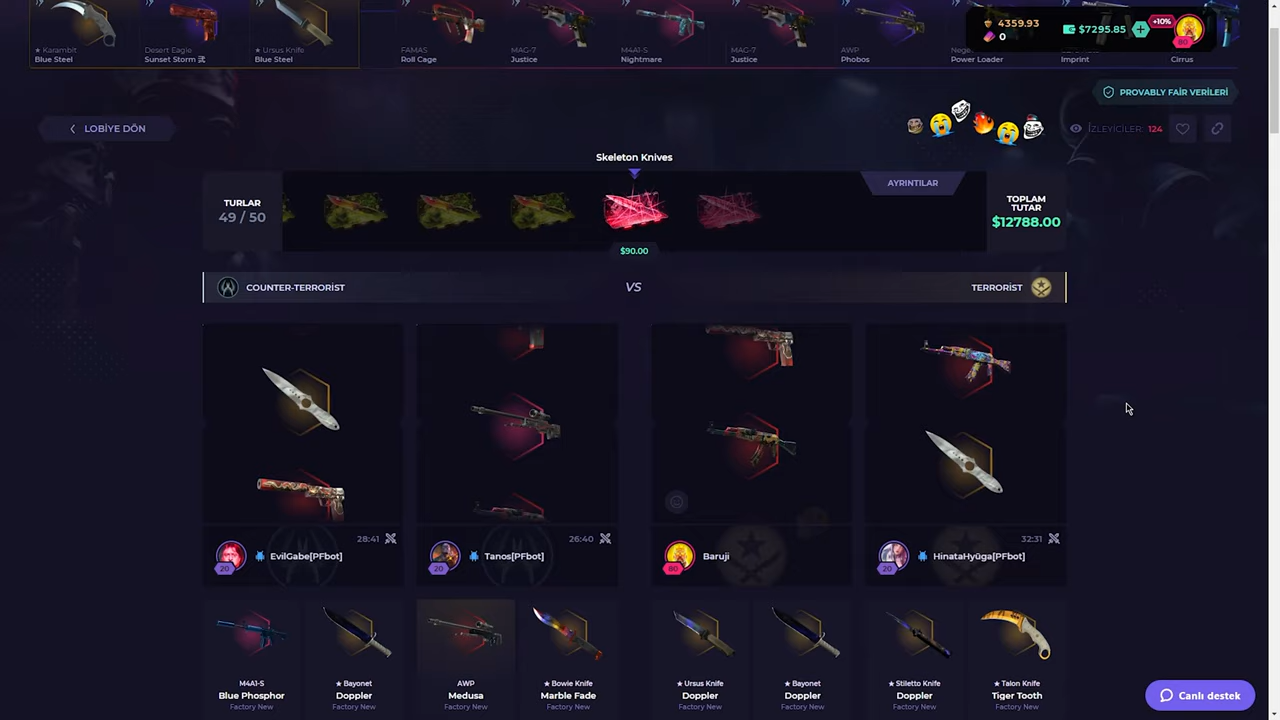 ★ Karambit
Blue Steel
Desert Eagle
Sunset Storm 弐
★ Ursus Knife
Blue Steel
FAMAS
Roll Cage
MAG-7
Justice
M4A1-S
Nightmare
MAG-7
Justice
AWP
Phobos
Power Loader
Imprint
Cirrus
4359.93
0
$7295.85
+10%
80
PROVABLY FAIR VERİLERİ
LOBİYE DÖN
İZLEYİCİLER: 124
Skeleton Knives
TURLAR
49 / 50
AYRINTILAR
TOPLAM
TUTAR
$12788.00
$90.00
COUNTER-TERRORİST
VS
TERRORİST
28:41
EvilGabe[PFbot]
20
26:40
Tanos[PFbot]
20
Baruji
80
32:31
HinataHyüga[PFbot]
20
M4A1-S
Blue Phosphor
Factory New
★ Bayonet
Doppler
Factory New
AWP
Medusa
Factory New
★ Bowie Knife
Marble Fade
Factory New
★ Ursus Knife
Doppler
Factory New
★ Bayonet
Doppler
Factory New
★ Stiletto Knife
Doppler
Factory New
★ Talon Knife
Tiger Tooth
Factory New
Canlı destek